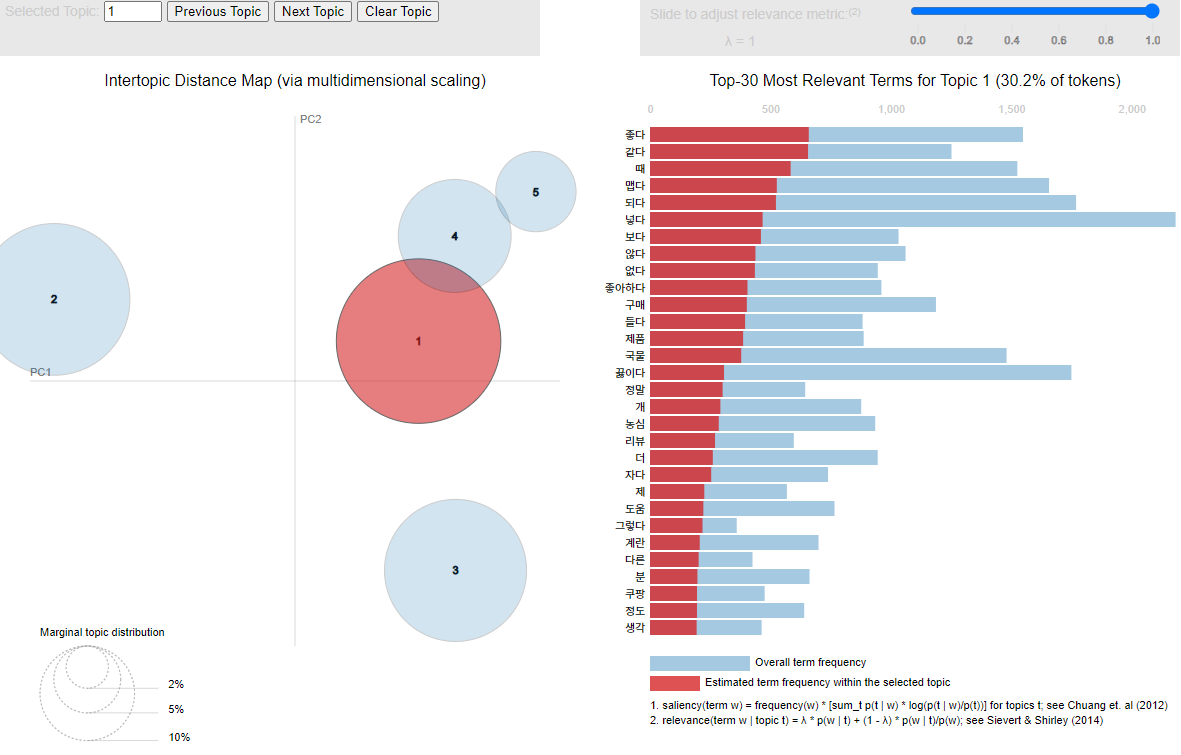 Selected Topic: 1 Previous Topic Next Topic Clear Topic
Slide to adjust relevance metric:(2)
λ = 1
0.0 0.2 0.4 0.6 0.8 1.0
Intertopic Distance Map (via multidimensional scaling)
PC2
5
4
2
1
PC1
3
Marginal topic distribution
2%
5%
10%
Top-30 Most Relevant Terms for Topic 1 (30.2% of tokens)
0 500 1,000 1,500 2,000
좋다
같다
때
맵다
되다
넣다
보다
않다
없다
좋아하다
구매
들다
제품
국물
끓이다
정말
개
농심
리뷰
더
자다
제
도움
그렇다
계란
다른
분
쿠팡
정도
생각
Overall term frequency
Estimated term frequency within the selected topic
1. saliency(term w) = frequency(w) * [sum_t p(t | w) * log(p(t | w)/p(t))] for topics t; see Chuang et. al (2012)
2. relevance(term w | topic t) = λ * p(w | t) + (1 - λ) * p(w | t)/p(w); see Sievert & Shirley (2014)